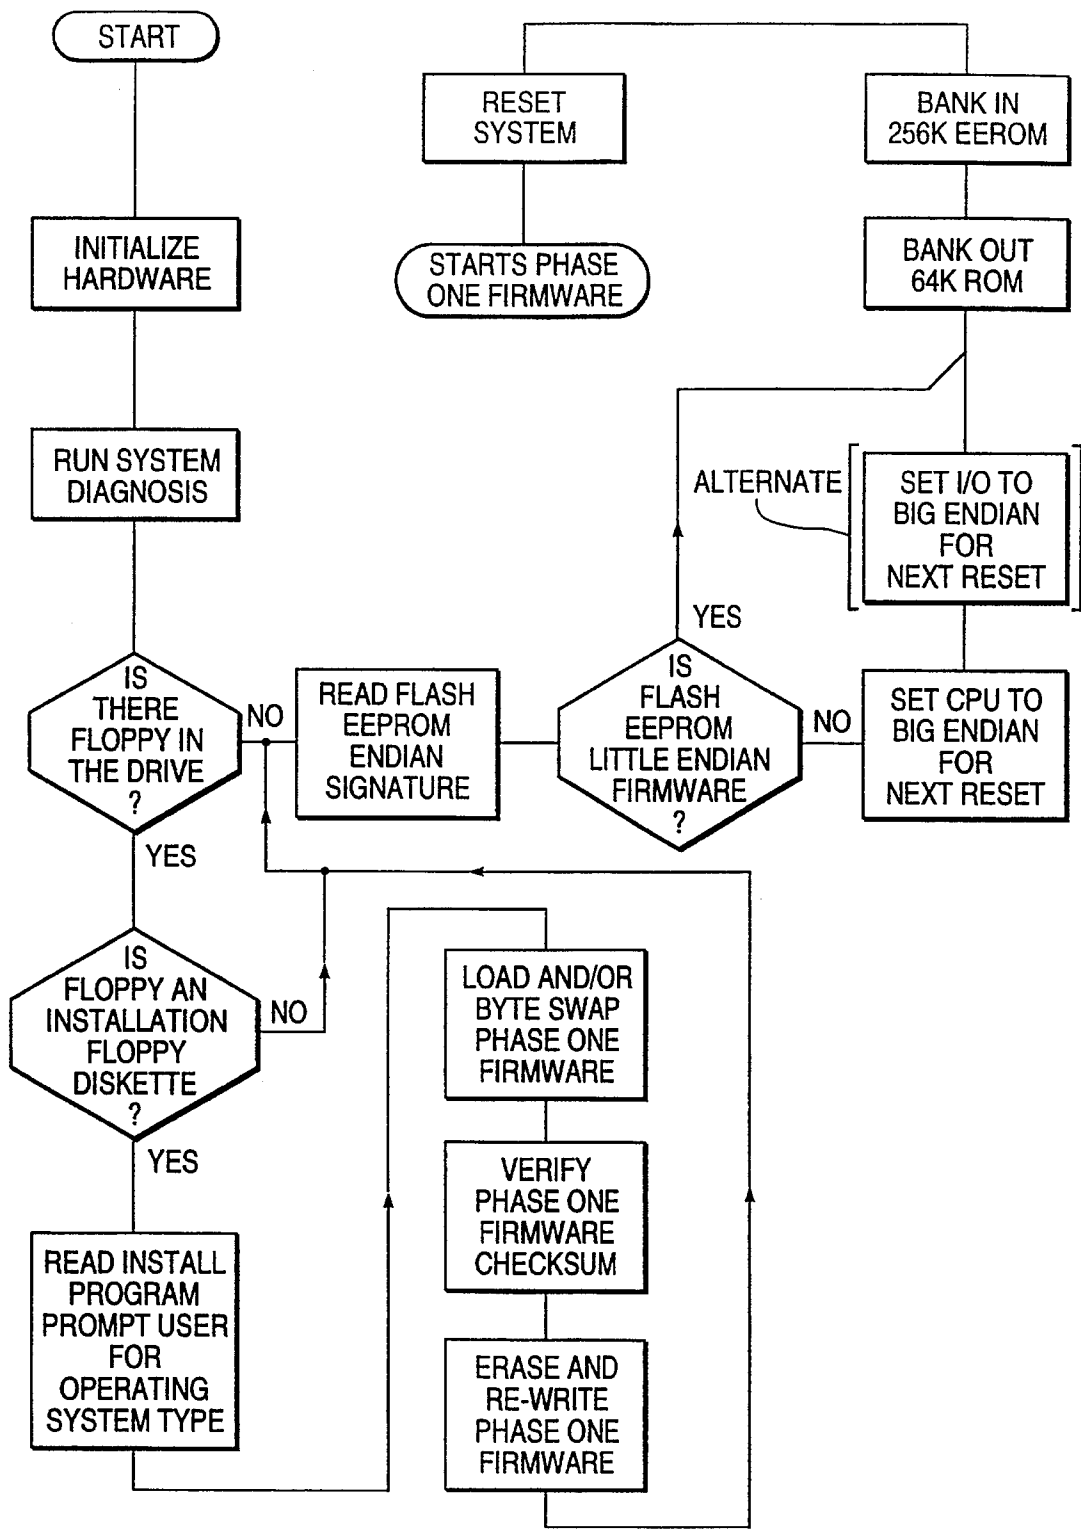 START
INITIALIZE
HARDWARE
RUN SYSTEM
DIAGNOSIS
IS
THERE
FLOPPY IN
THE DRIVE
?
NO
YES
IS
FLOPPY AN
INSTALLATION
FLOPPY
DISKETTE
?
NO
YES
READ INSTALL
PROGRAM
PROMPT USER
FOR
OPERATING
SYSTEM TYPE
LOAD AND/OR
BYTE SWAP
PHASE ONE
FIRMWARE
VERIFY
PHASE ONE
FIRMWARE
CHECKSUM
ERASE AND
RE-WRITE
PHASE ONE
FIRMWARE
READ FLASH
EEPROM
ENDIAN
SIGNATURE
IS
FLASH
EEPROM
LITTLE ENDIAN
FIRMWARE
?
YES
NO
SET CPU TO
BIG ENDIAN
FOR
NEXT RESET
ALTERNATE
SET I/O TO
BIG ENDIAN
FOR
NEXT RESET
BANK OUT
64K ROM
BANK IN
256K EEROM
RESET
SYSTEM
STARTS PHASE
ONE FIRMWARE